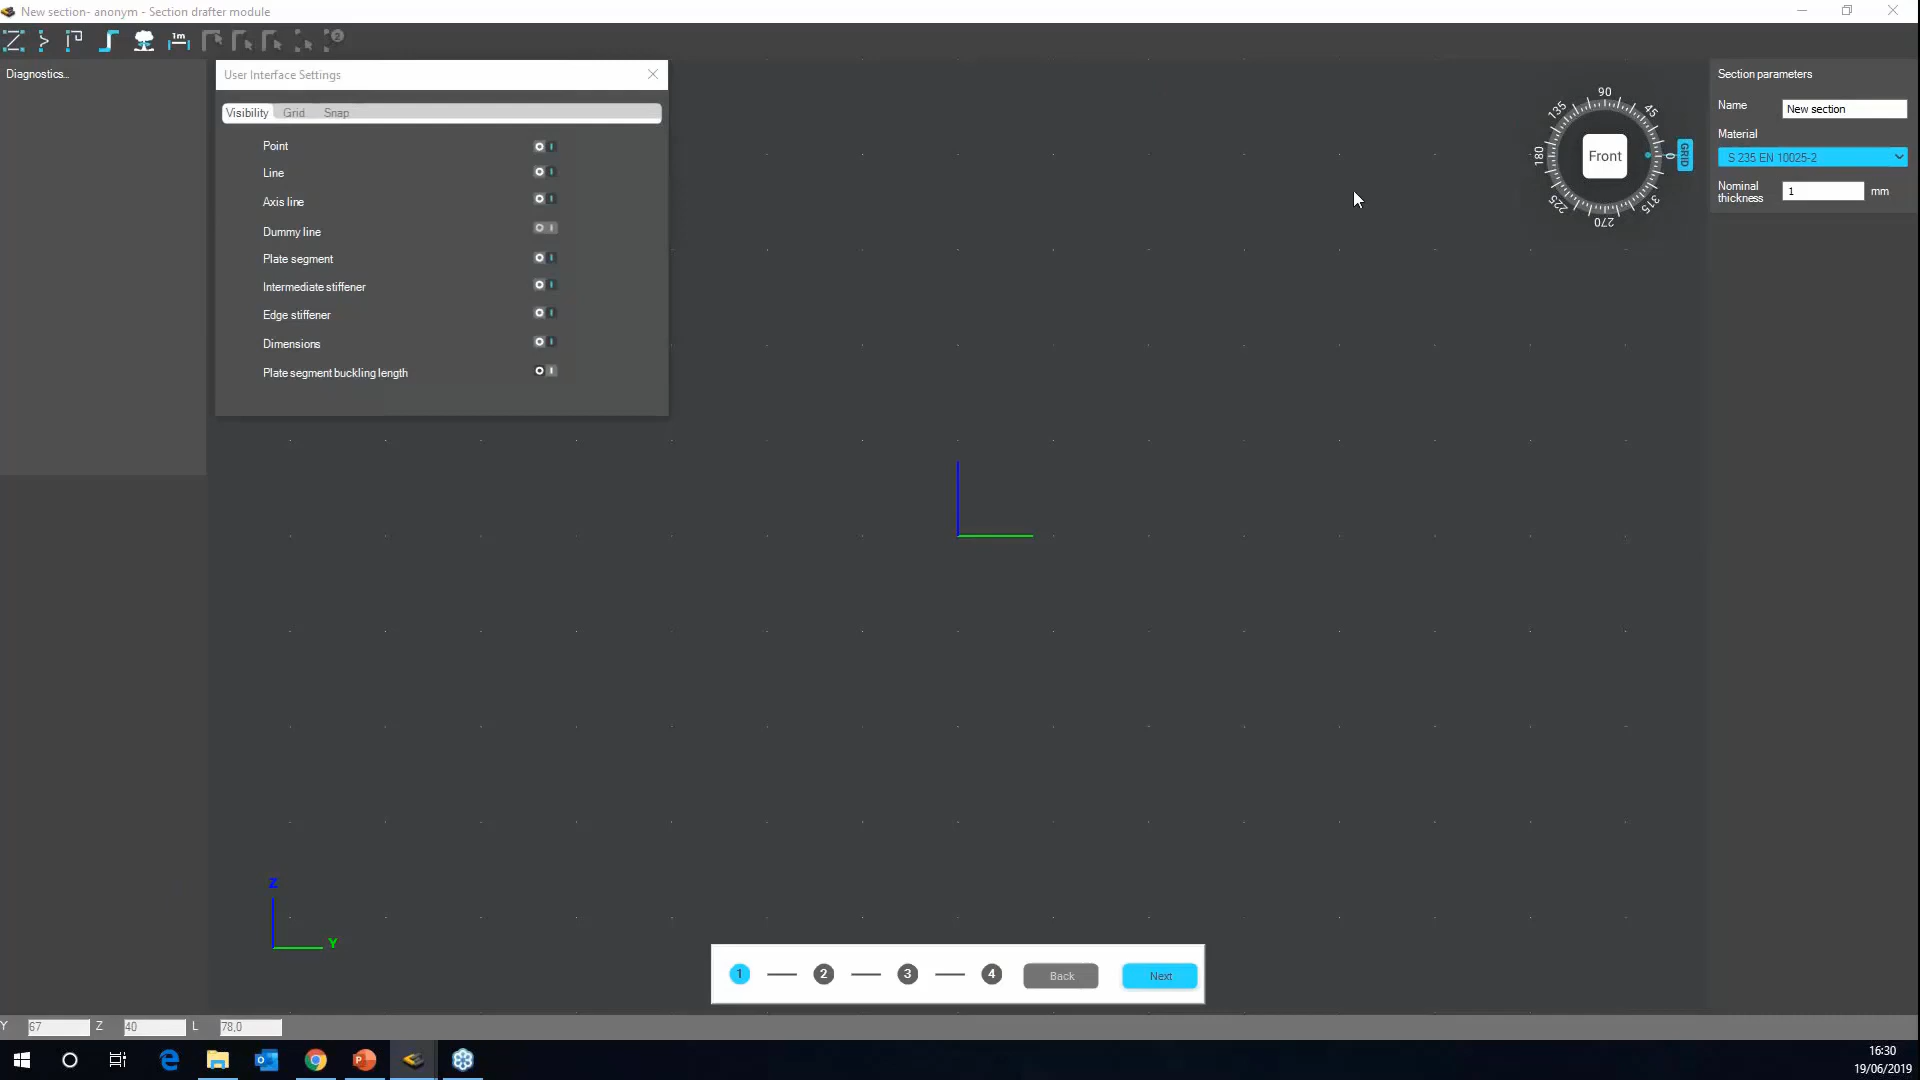 New section- anonym - Section drafter module
1m
2
Diagnostics...
User Interface Settings
Visibility Grid Snap
Point
Line
Axis line
Dummy line
Plate segment
Intermediate stiffener
Edge stiffener
Dimensions
Plate segment buckling length
90
45
0
315
270
225
180
135
Front
GRID
Section parameters
Name New section
Material
S 235 EN 10025-2
Nominal thickness 1 mm
Z
Y
1 2 3 4 Back Next
Y 67 Z 40 L 78,0
16:30
19/06/2019